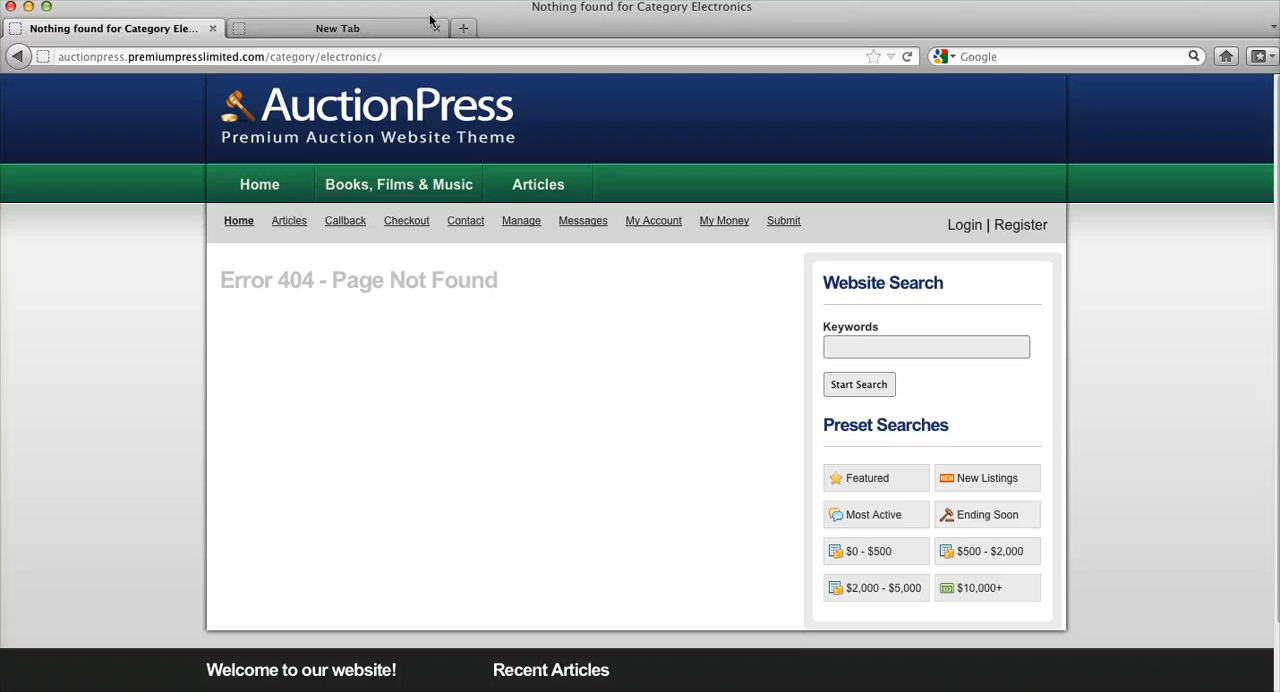 Nothing found for Category Electronics
Nothing found for Category Ele...
New Tab
auctionpress.premiumpresslimited.com/category/electronics/
Google
AuctionPress
Premium Auction Website Theme
Home
Books, Films & Music
Articles
Home
Articles
Callback
Checkout
Contact
Manage
Messages
My Account
My Money
Submit
Login | Register
Error 404 - Page Not Found
Website Search
Keywords
Start Search
Preset Searches
Featured
NEW New Listings
Most Active
Ending Soon
$0 - $500
$500 - $2,000
$2,000 - $5,000
$10,000+
Welcome to our website!
Recent Articles